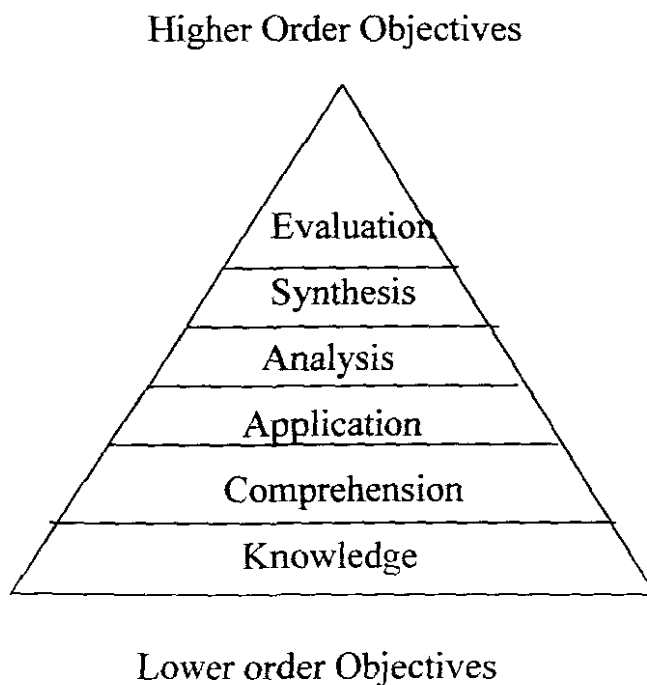 Higher Order Objectives
Evaluation
Synthesis
Analysis
Application
Comprehension
Knowledge
Lower order Objectives